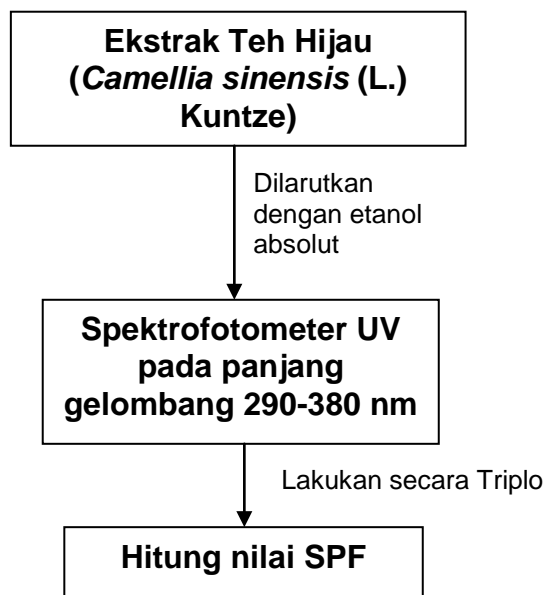 Ekstrak Teh Hijau
(Camellia sinensis (L.)
Kuntze)
Dilarutkan
dengan etanol
absolut
Spektrofotometer UV
pada panjang
gelombang 290-380 nm
Lakukan secara Triplo
Hitung nilai SPF